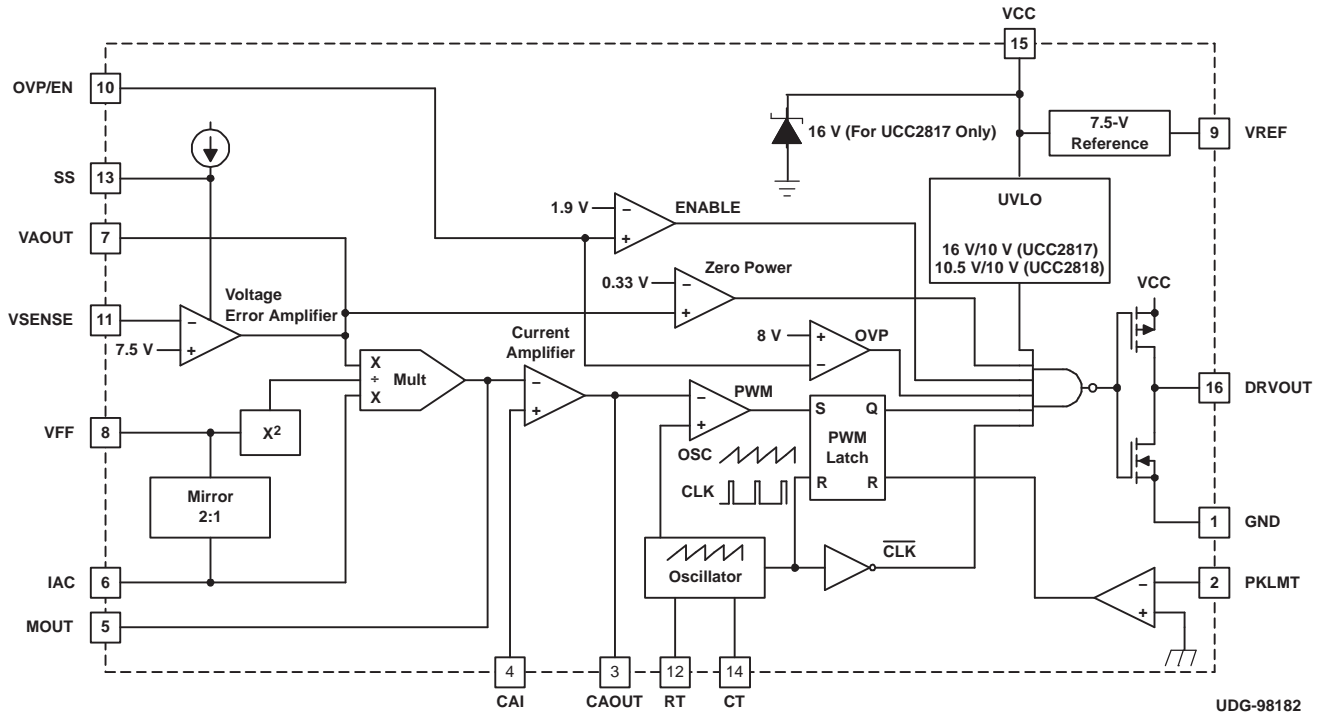 VCC
15
OVP/EN
10
16 V (For UCC2817 Only)
7.5-V
Reference
9
VREF
SS
13
UVLO
16 V/10 V (UCC2817)
10.5 V/10 V (UCC2818)
1.9 V
−
+
ENABLE
VAOUT
7
Zero Power
0.33 V
−
+
VCC
VSENSE
11
Voltage
Error Amplifier
−
+
7.5 V
Current
Amplifier
8 V
+
−
OVP
X
÷
X
Mult
−
+
−
+
PWM
16
DRVOUT
VFF
8
X2
S
Q
PWM
Latch
R
R
OSC
CLK
Mirror
2:1
1
GND
CLK
Oscillator
IAC
6
−
+
2
PKLMT
MOUT
5
4
3
12
14
CAI
CAOUT
RT
CT
UDG-98182